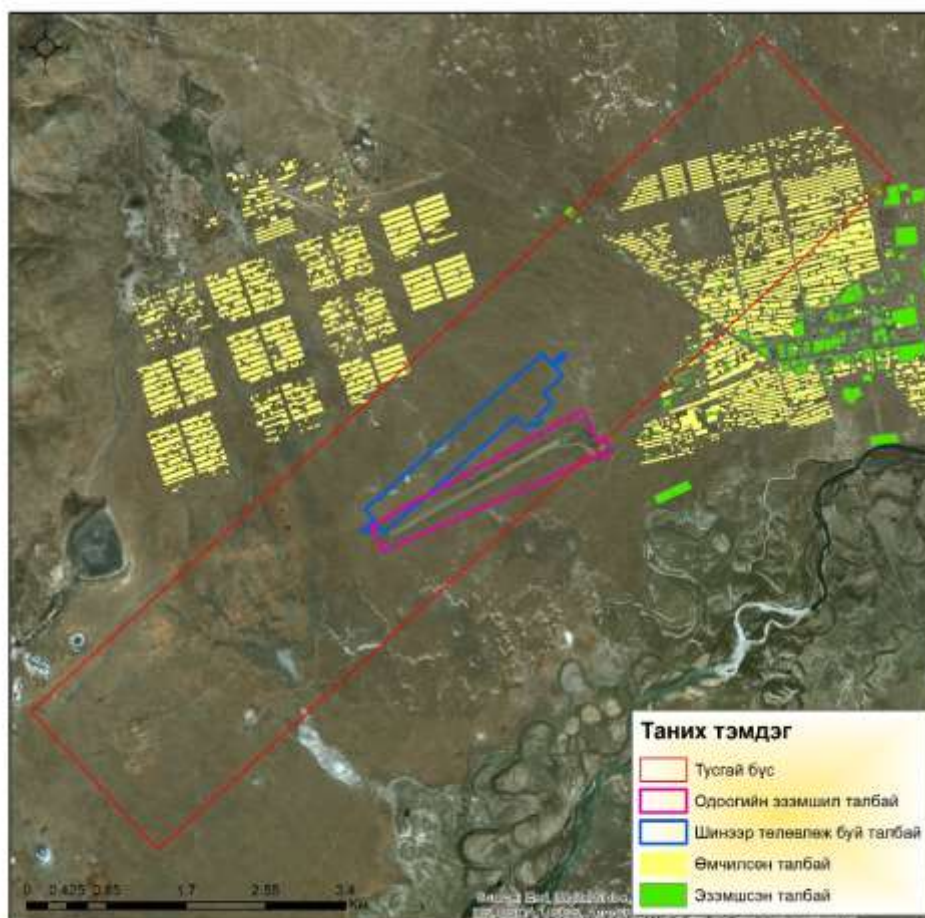 Таних тэмдэг
Тусгай бүс
Одоогийн эзэмшил талбай
Шинээр төлөвлөж буй талбай
Өмчилсөн талбай
Эзэмшсэн талбай
0 0.425 0.85 1.7 2.55 3.4
Км